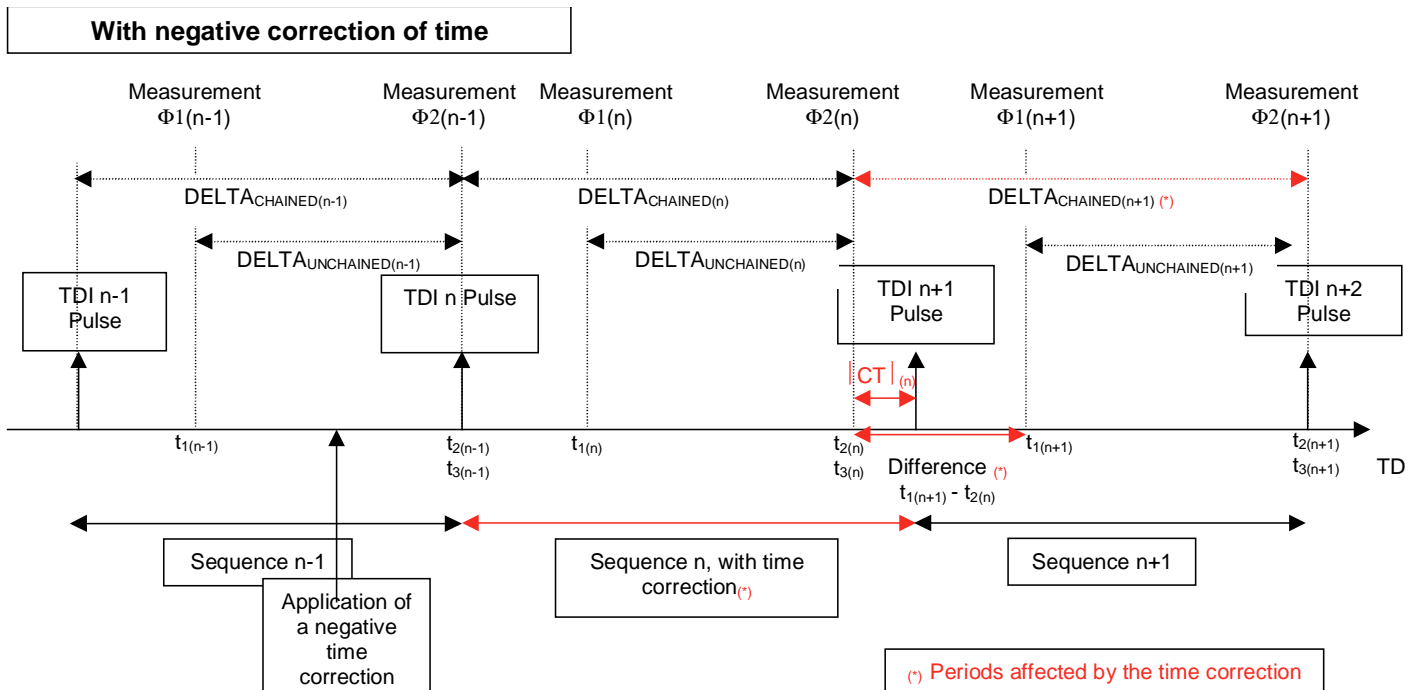 With negative correction of time
Measurement
Φ1(n-1)
Measurement
Φ2(n-1)
Measurement
Φ1(n)
Measurement
Φ2(n)
Measurement
Φ1(n+1)
Measurement
Φ2(n+1)
DELTACHAINED(n-1)
DELTACHAINED(n)
DELTACHAINED(n+1) (*)
DELTAUNCHAINED(n-1)
DELTAUNCHAINED(n)
DELTAUNCHAINED(n+1)
TDI n-1
Pulse
TDI n Pulse
TDI n+1
Pulse
TDI n+2
Pulse
|CT| (n)
t1(n-1)
t2(n-1)
t3(n-1)
t1(n)
t2(n)
t3(n)
Difference (*)
t1(n+1) - t2(n)
t1(n+1)
t2(n+1)
t3(n+1)
TD
Sequence n-1
Sequence n, with time
correction(*)
Sequence n+1
Application of
a negative
time
correction
(*) Periods affected by the time correction